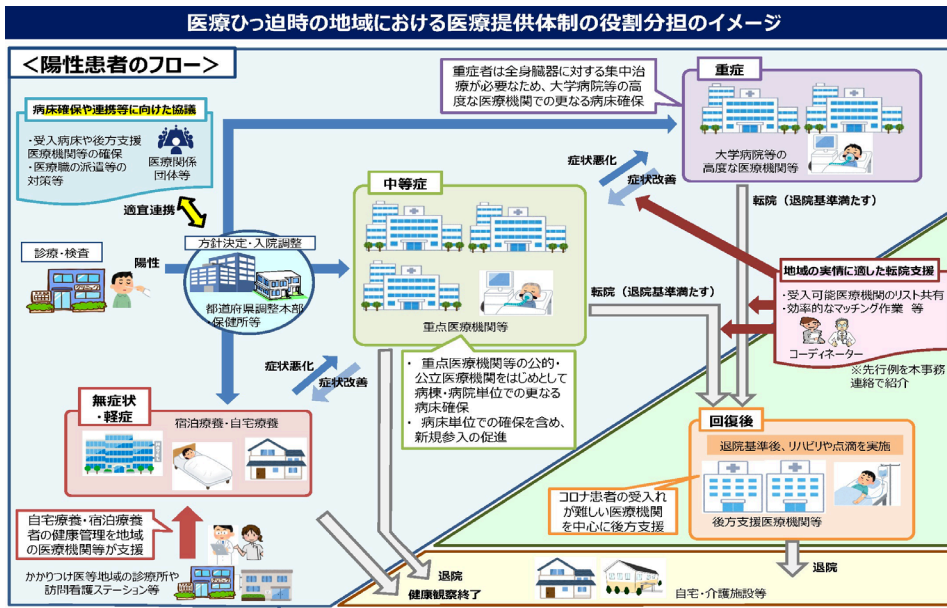 医療ひっ迫時の地域における医療提供体制の役割分担のイメージ
＜陽性患者のフロー＞
病床確保や連携等に向けた協議
・受入病床や後方支援
医療機関等の確保
・医療職の派遣等の
対策等
医療関係
団体等
適宜連携
診療・検査
陽性
方針決定・入院調整
都道府県調整本部
・保健所等
重症者は全身臓器に対する集中治
療が必要なため、大学病院等の高
度な医療機関での更なる病床確保
重症
大学病院等の
高度な医療機関等
症状悪化
症状改善
中等症
重点医療機関等
・ 重点医療機関等の公的・
公立医療機関をはじめとして
病棟・病院単位での更なる
病床確保
・ 病床単位での確保を含め、
新規参入の促進
転院（退院基準満たす）
転院（退院基準満たす）
地域の実情に適した転院支援
・受入可能医療機関のリスト共有
・効率的なマッチング作業 等
コーディネーター
※先行例を本事務
連絡で紹介
症状悪化
症状改善
無症状
・軽症
宿泊療養・自宅療養
自宅療養・宿泊療養
者の健康管理を地域
の医療機関等が支援
かかりつけ医等地域の診療所や
訪問看護ステーション等
回復後
退院基準後、リハビリや点滴を実施
後方支援医療機関等
コロナ患者の受入れ
が難しい医療機関
を中心に後方支援
退院
健康観察終了
退院
自宅・介護施設等